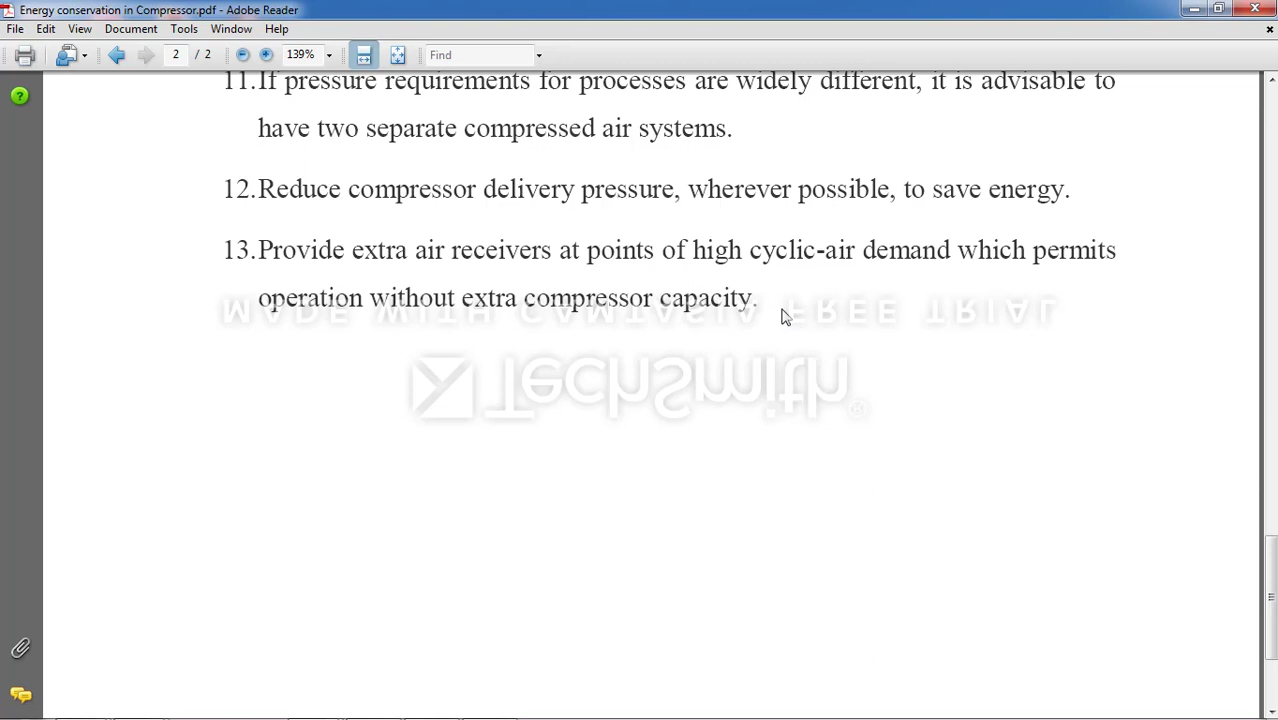 Energy conservation in Compressor.pdf - Adobe Reader
File Edit View Document Tools Window Help
2 / 2 139% Find
11.If pressure requirements for processes are widely different, it is advisable to
have two separate compressed air systems.
12.Reduce compressor delivery pressure, wherever possible, to save energy.
13.Provide extra air receivers at points of high cyclic-air demand which permits
operation without extra compressor capacity.
MADE WITH CAMTASIA FREE TRIAL
TechSmith®